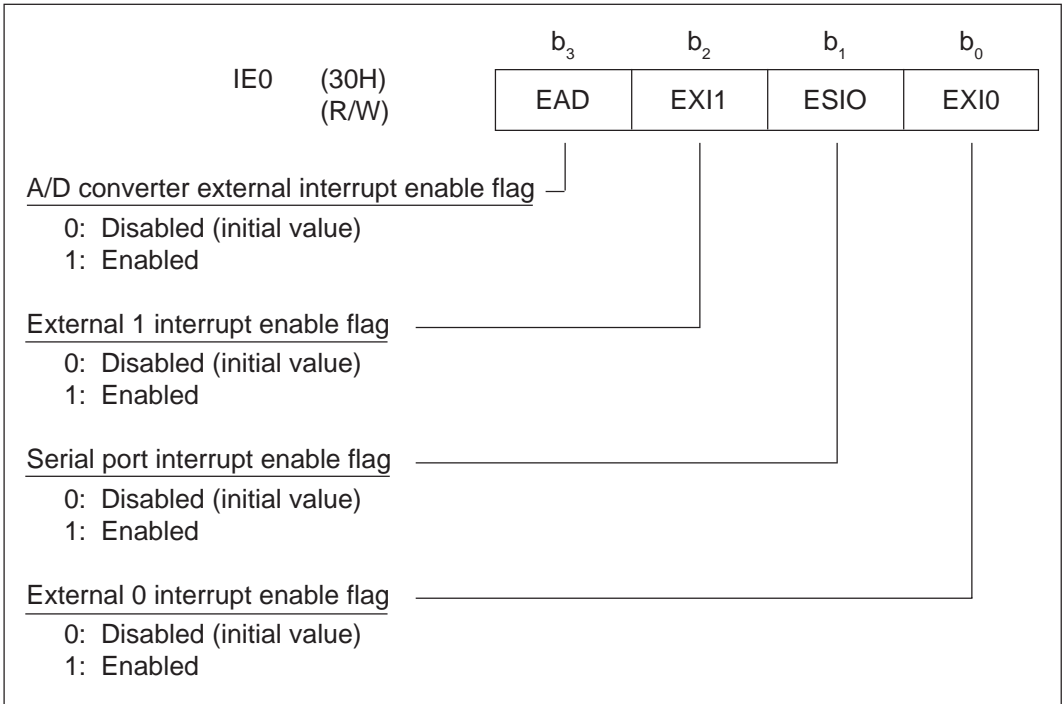 b3 b2 b1 b0
IE0 (30H)
(R/W)
EAD EXI1 ESIO EXI0
A/D converter external interrupt enable flag
0: Disabled (initial value)
1: Enabled
External 1 interrupt enable flag
0: Disabled (initial value)
1: Enabled
Serial port interrupt enable flag
0: Disabled (initial value)
1: Enabled
External 0 interrupt enable flag
0: Disabled (initial value)
1: Enabled